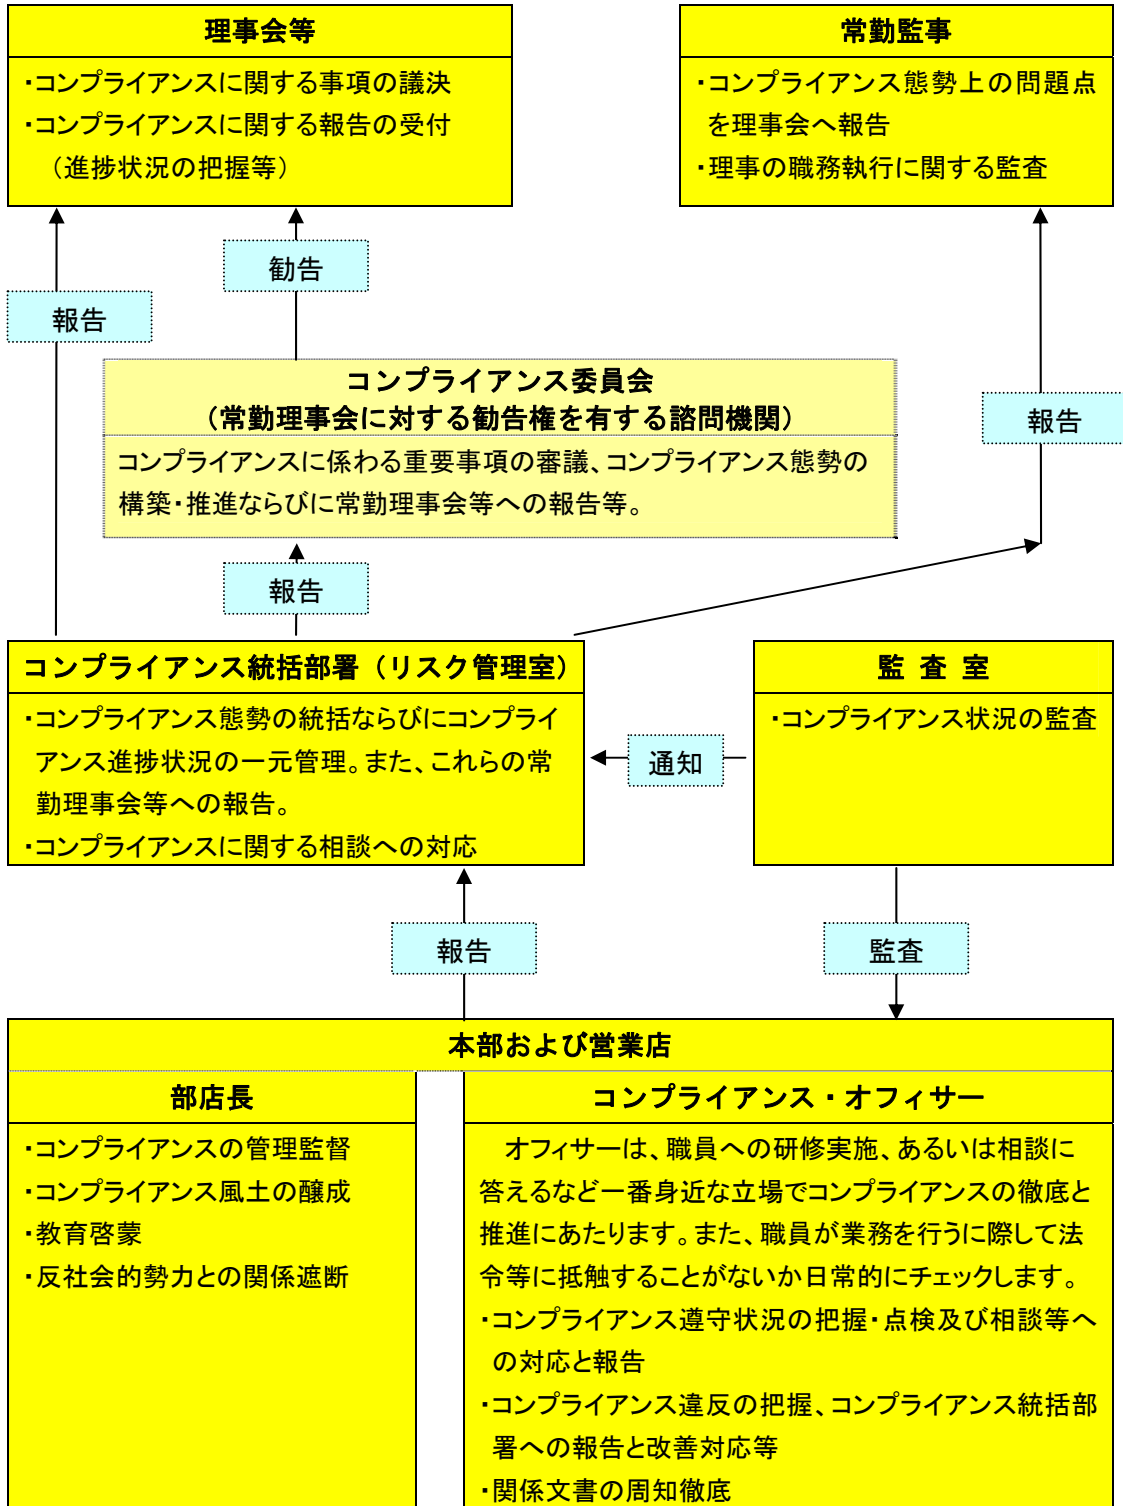 理事会等
・コンプライアンスに関する事項の議決
・コンプライアンスに関する報告の受付
（進捗状況の把握等）
常勤監事
・コンプライアンス態勢上の問題点
を理事会へ報告
・理事の職務執行に関する監査
勧告
報告
コンプライアンス委員会
（常勤理事会に対する勧告権を有する諮問機関）
コンプライアンスに係わる重要事項の審議、コンプライアンス態勢の
構築・推進ならびに常勤理事会等への報告等。
報告
報告
コンプライアンス統括部署（リスク管理室）
・コンプライアンス態勢の統括ならびにコンプライ
アンス進捗状況の一元管理。また、これらの常
勤理事会等への報告。
・コンプライアンスに関する相談への対応
通知
監 査 室
・コンプライアンス状況の監査
報告
監査
本部および営業店
部店長
・コンプライアンスの管理監督
・コンプライアンス風土の醸成
・教育啓蒙
・反社会的勢力との関係遮断
コンプライアンス・オフィサー
オフィサーは、職員への研修実施、あるいは相談に
答えるなど一番身近な立場でコンプライアンスの徹底と
推進にあたります。また、職員が業務を行うに際して法
令等に抵触することがないか日常的にチェックします。
・コンプライアンス遵守状況の把握・点検及び相談等へ
の対応と報告
・コンプライアンス違反の把握、コンプライアンス統括部
署への報告と改善対応等
・関係文書の周知徹底